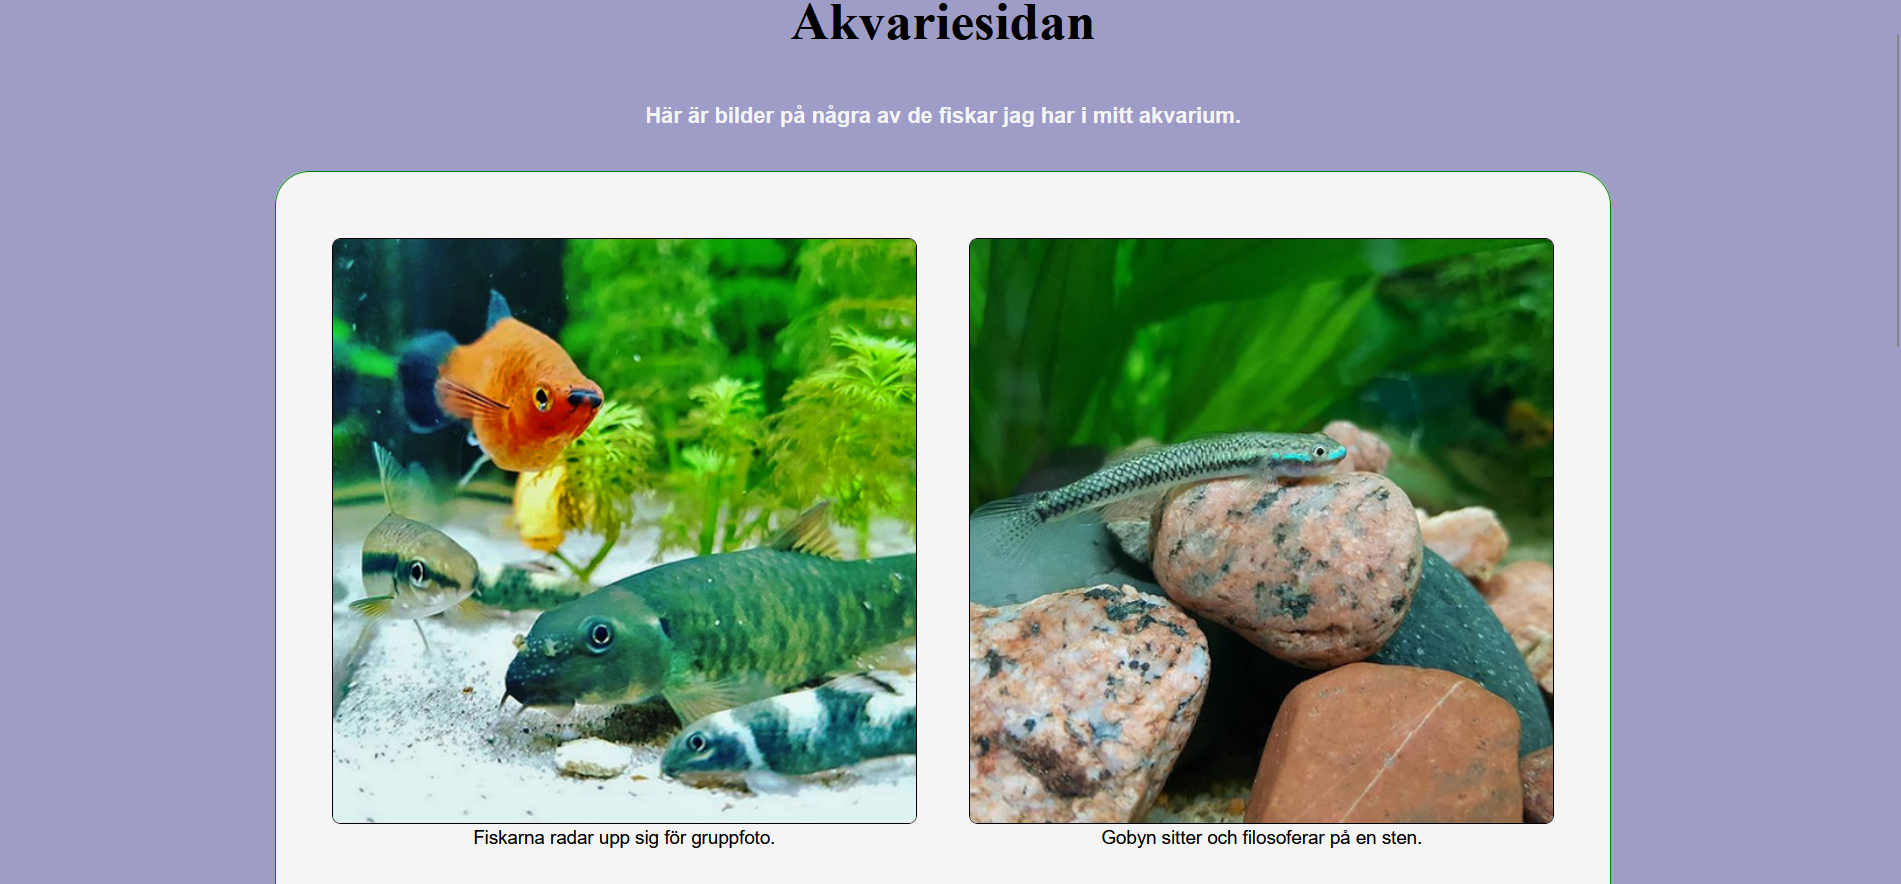 Akvariesidan
Här är bilder på några av de fiskar jag har i mitt akvarium.
Fiskarna radar upp sig för gruppfoto.
Gobyn sitter och filosoferar på en sten.